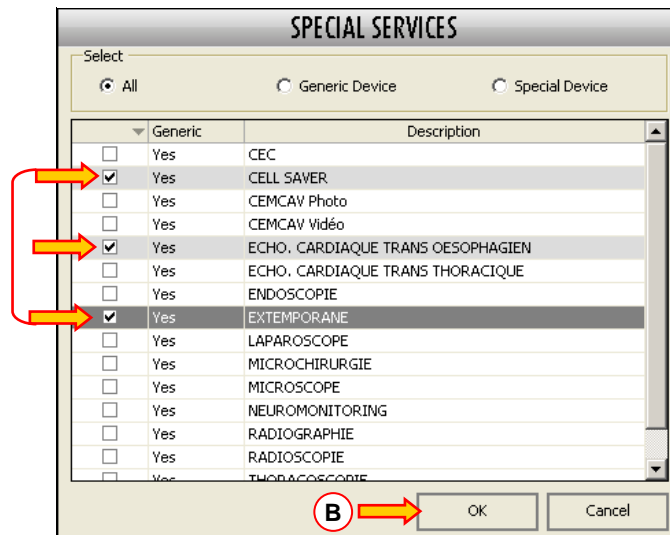 SPECIAL SERVICES
Select
All Generic Device Special Device
Generic Description
Yes CEC
Yes CELL SAVER
Yes CEMCAV Photo
Yes CEMCAV Vidéo
Yes ECHO. CARDIAQUE TRANS OESOPHAGIEN
Yes ECHO. CARDIAQUE TRANS THORACIQUE
Yes ENDOSCOPIE
Yes EXTEMPORANE
Yes LAPAROSCOPE
Yes MICROCHIRURGIE
Yes MICROSCOPE
Yes NEUROMONITORING
Yes RADIOGRAPHIE
Yes RADIOSCOPIE
Yes THORACOSCOPIE
B OK Cancel